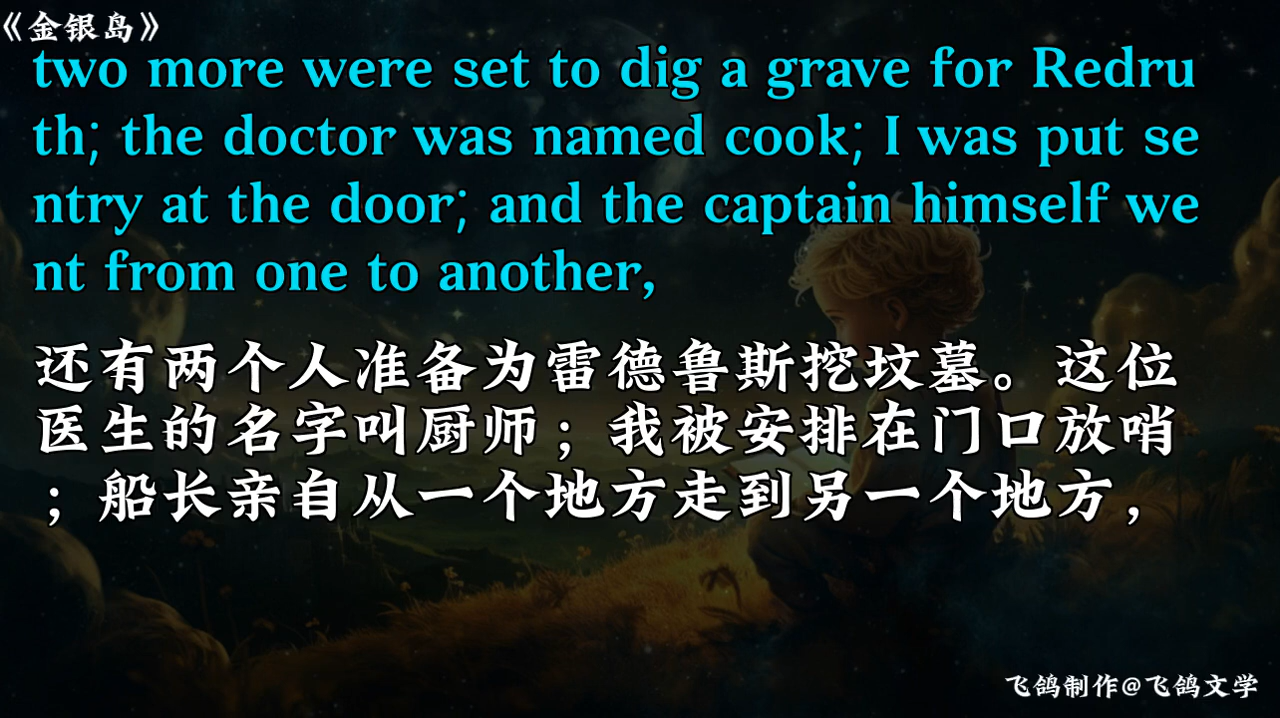 《金银岛》
two more were set to dig a grave for Redru
th; the doctor was named cook; I was put se
ntry at the door; and the captain himself we
nt from one to another,
还有两个人准备为雷德鲁斯挖坟墓。这位
医生的名字叫厨师；我被安排在门口放哨
；船长亲自从一个地方走到另一个地方，
飞鸽制作@飞鸽文学